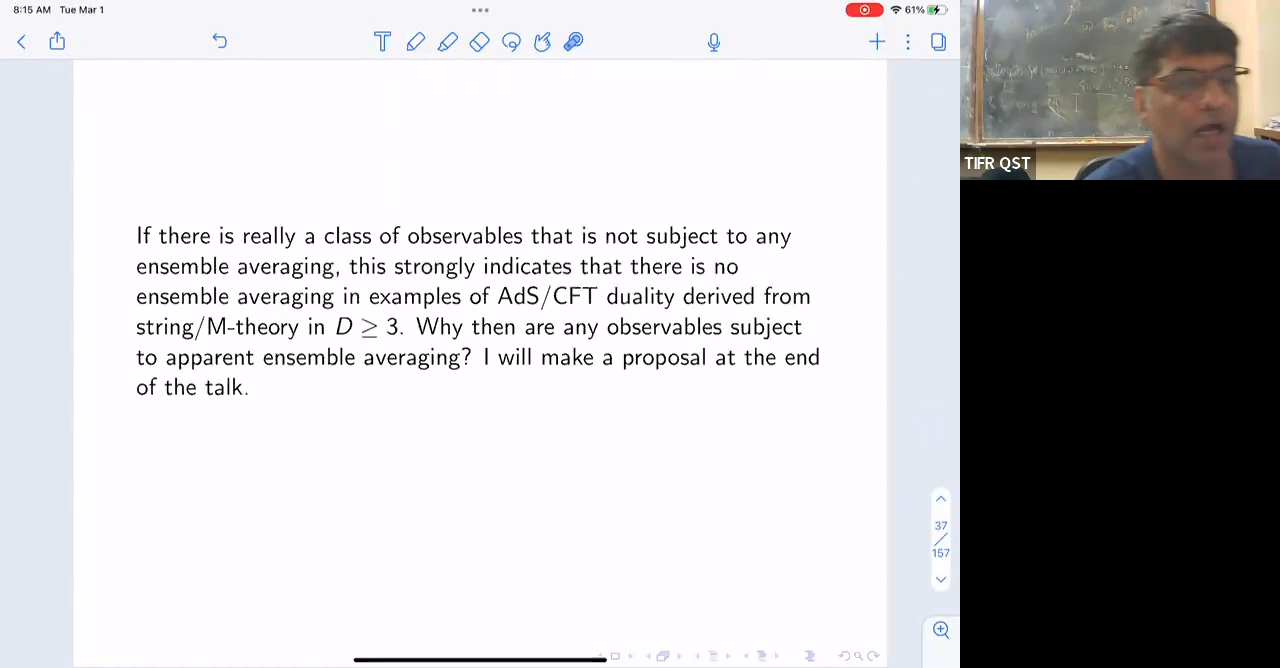 8:15 AM Tue Mar 1
61%
If there is really a class of observables that is not subject to any
ensemble averaging, this strongly indicates that there is no
ensemble averaging in examples of AdS/CFT duality derived from
string/M-theory in D ≥ 3. Why then are any observables subject
to apparent ensemble averaging? I will make a proposal at the end
of the talk.
37
157
TIFR QST